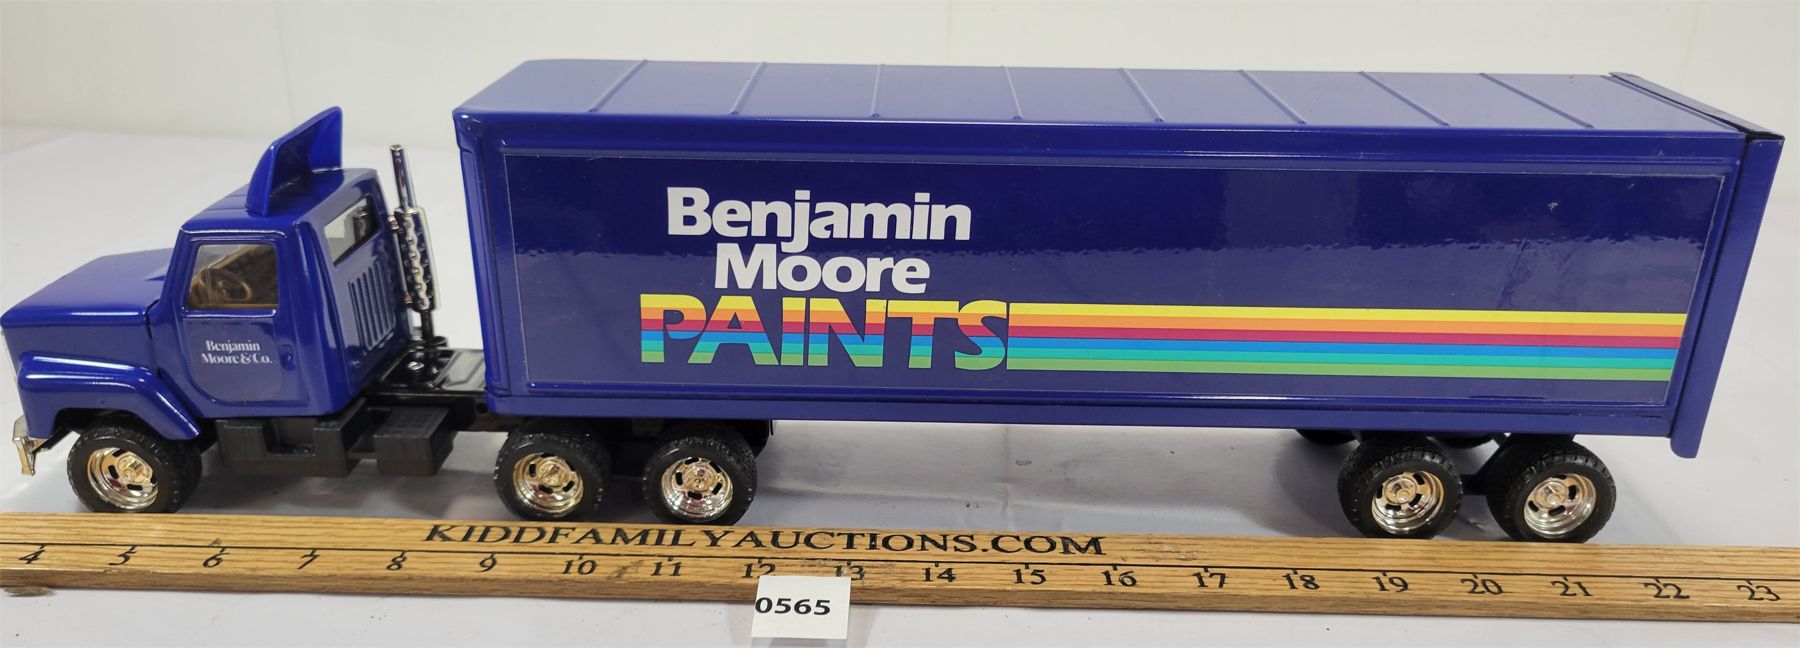 Benjamin
Moore
PAINTS
Benjamin
Moore & Co.
KIDDFAMILYAUCTIONS.COM
4 5 6 7 8 9 10 11 12 13 14 15 16 17 18 19 20 21 22 23
0565